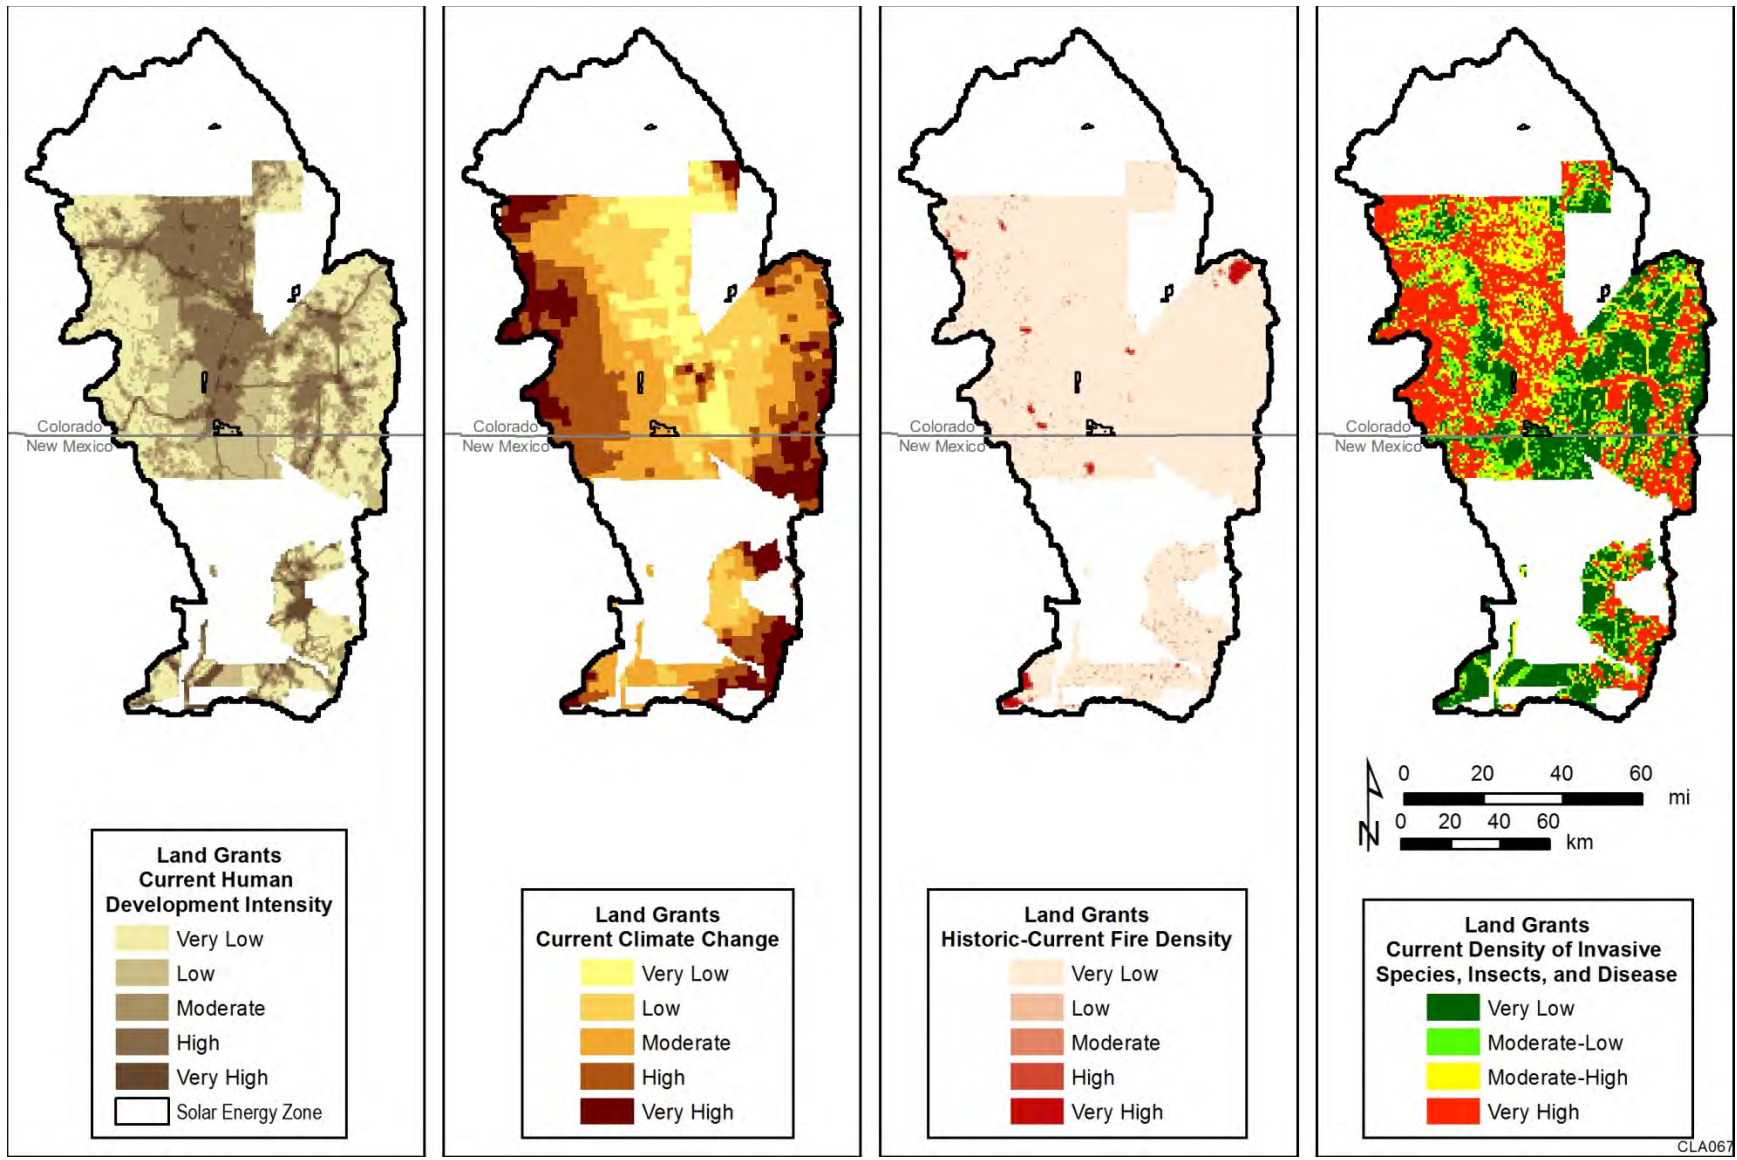 Colorado
New Mexico
Colorado
New Mexico
Colorado
New Mexico
Colorado
New Mexico
Land Grants
Current Human
Development Intensity
Very Low
Low
Moderate
High
Very High
Solar Energy Zone
Land Grants
Current Climate Change
Very Low
Low
Moderate
High
Very High
Land Grants
Historic-Current Fire Density
Very Low
Low
Moderate
High
Very High
0 20 40 60
mi
0 20 40 60
km
N
Land Grants
Current Density of Invasive
Species, Insects, and Disease
Very Low
Moderate-Low
Moderate-High
Very High
CLA067